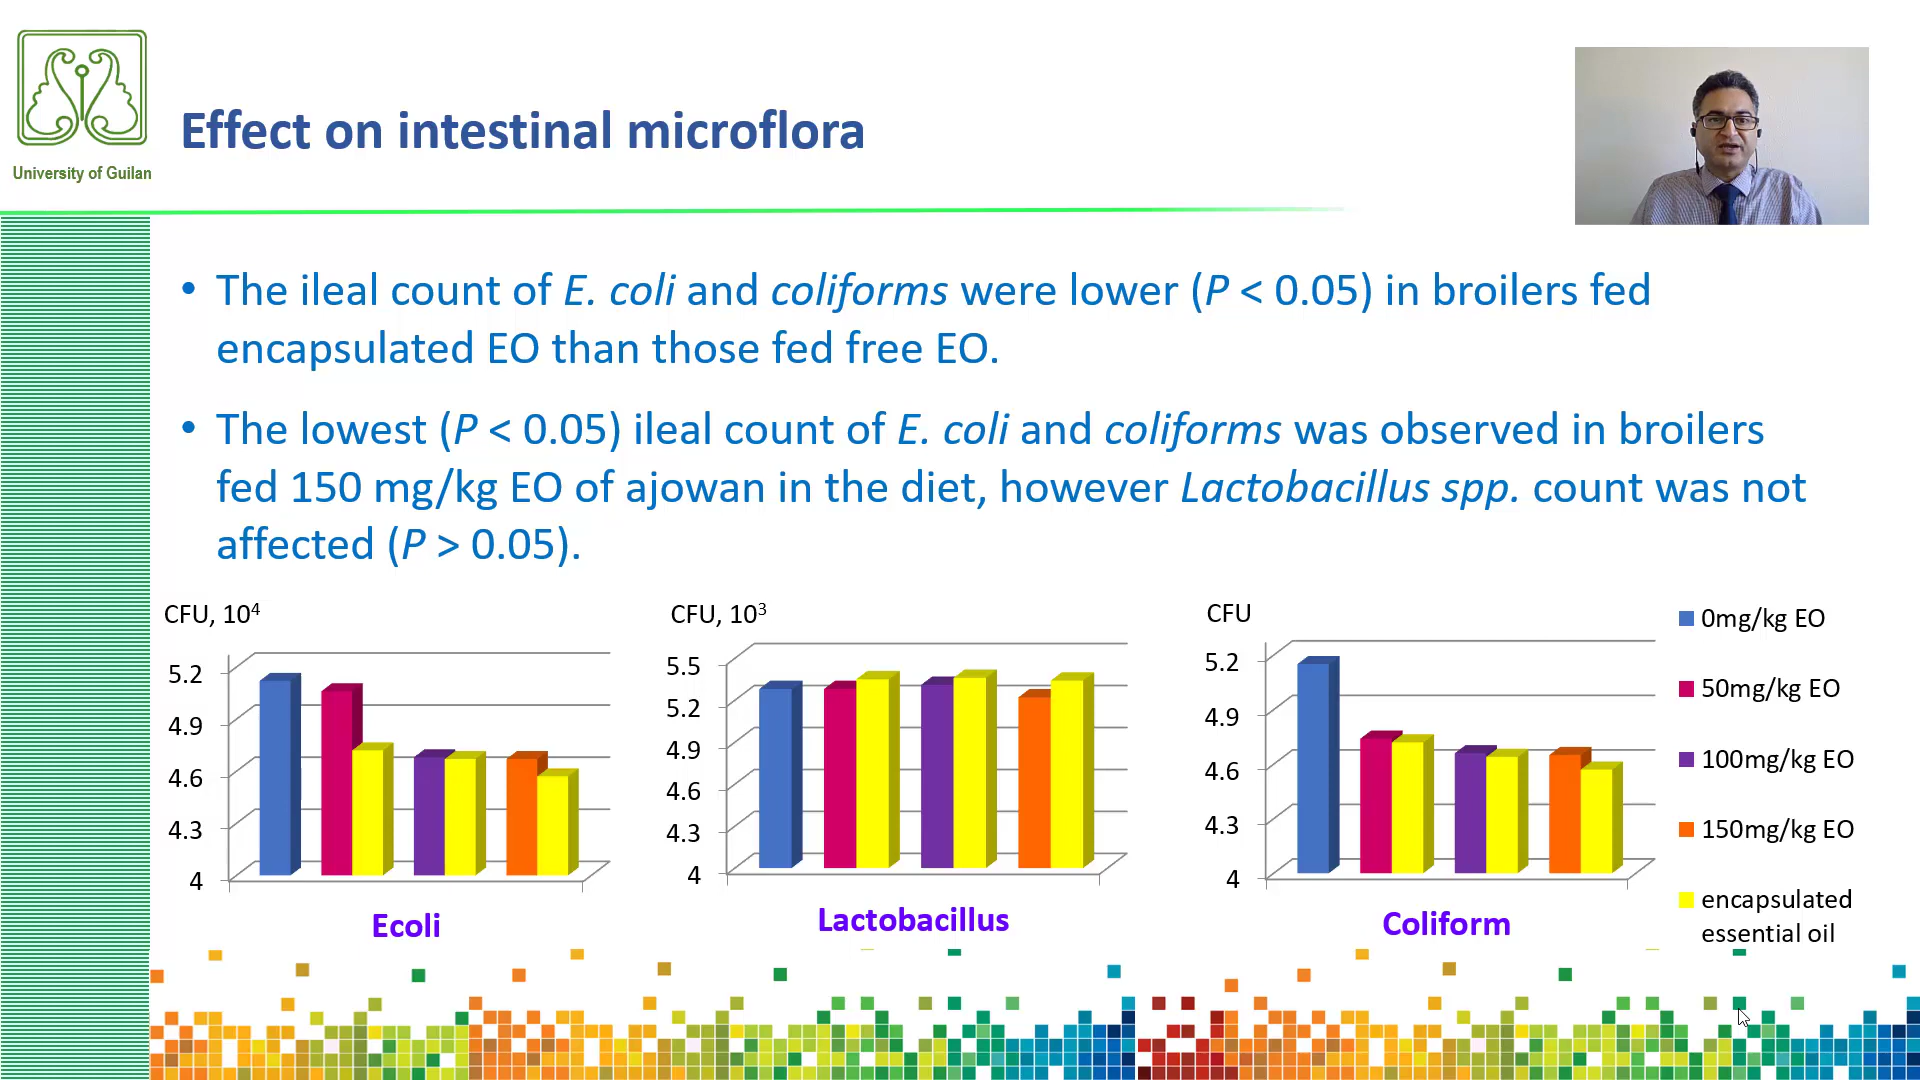 University of Guilan
Effect on intestinal microflora
• The ileal count of E. coli and coliforms were lower (P < 0.05) in broilers fed
encapsulated EO than those fed free EO.
• The lowest (P < 0.05) ileal count of E. coli and coliforms was observed in broilers
fed 150 mg/kg EO of ajowan in the diet, however Lactobacillus spp. count was not
affected (P > 0.05).
CFU, 10⁴
5.2
4.9
4.6
4.3
4
Ecoli
CFU, 10³
5.5
5.2
4.9
4.6
4.3
4
Lactobacillus
CFU
5.2
4.9
4.6
4.3
4
Coliform
0mg/kg EO
50mg/kg EO
100mg/kg EO
150mg/kg EO
encapsulated
essential oil